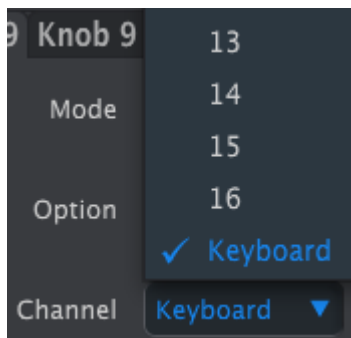 9 Knob 9
13
Mode
14
15
Option
16
✓ Keyboard
Channel Keyboard ▼